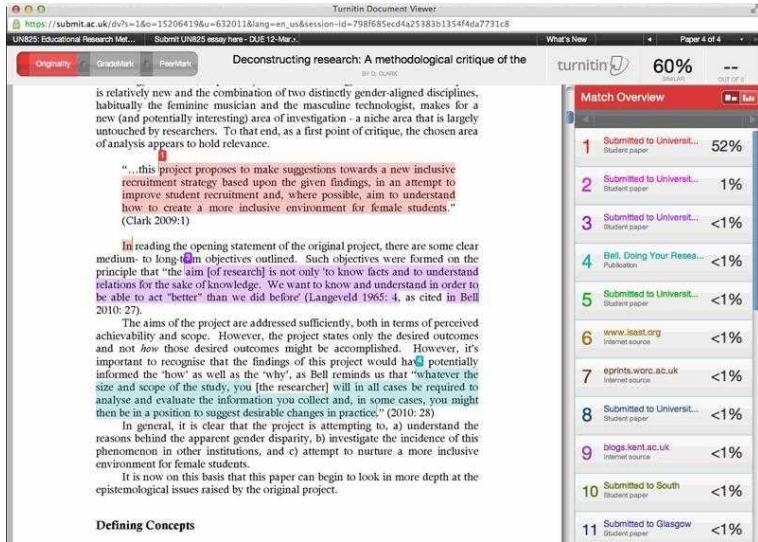 Turnitin Document Viewer
https://submit.ac.uk/dv?s=1&o=15206419&u=632011&lang=en_us&session-id=798f685ecd4a25383b1354f4da7731c8
UN825: Educational Research Met... Submit UN825 essay here - DUE 12-Mar... What's New Paper 4 of 4
Originality GradeMark PeerMark
Deconstructing research: A methodological critique of the
BY D. CLARK
turnitin 60% --
SIMILAR OUT OF 0
is relatively new and the combination of two distinctly gender-aligned disciplines,
habitually the feminine musician and the masculine technologist, makes for a
new (and potentially interesting) area of investigation - a niche area that is largely
untouched by researchers. To that end, as a first point of critique, the chosen area
of analysis appears to hold relevance.
1
"...this project proposes to make suggestions towards a new inclusive
recruitment strategy based upon the given findings, in an attempt to
improve student recruitment and, where possible, aim to understand
how to create a more inclusive environment for female students."
(Clark 2009:1)
In reading the opening statement of the original project, there are some clear
medium- to long-term objectives outlined. Such objectives were formed on the
principle that "the aim [of research] is not only 'to know facts and to understand
relations for the sake of knowledge. We want to know and understand in order to
be able to act "better" than we did before' (Langeveld 1965: 4, as cited in Bell
2010: 27).
The aims of the project are addressed sufficiently, both in terms of perceived
achievability and scope. However, the project states only the desired outcomes
and not how those desired outcomes might be accomplished. However, it's
important to recognise that the findings of this project would have potentially
informed the 'how' as well as the 'why', as Bell reminds us that "whatever the
size and scope of the study, you [the researcher] will in all cases be required to
analyse and evaluate the information you collect and, in some cases, you might
then be in a position to suggest desirable changes in practice." (2010: 28)
In general, it is clear that the project is attempting to, a) understand the
reasons behind the apparent gender disparity, b) investigate the incidence of this
phenomenon in other institutions, and c) attempt to nurture a more inclusive
environment for female students.
It is now on this basis that this paper can begin to look in more depth at the
epistemological issues raised by the original project.
Defining Concepts
Match Overview
1 Submitted to Universit... 52%
Student paper
2 Submitted to Universit... 1%
Student paper
3 Submitted to Universit... <1%
Student paper
4 Bell, Doing Your Resea... <1%
Publication
5 Submitted to Universit... <1%
Student paper
6 www.isast.org <1%
Internet source
7 eprints.worc.ac.uk <1%
Internet source
8 Submitted to Universit... <1%
Student paper
9 blogs.kent.ac.uk <1%
Internet source
10 Submitted to South <1%
Student paper
11 Submitted to Glasgow <1%
Student paper